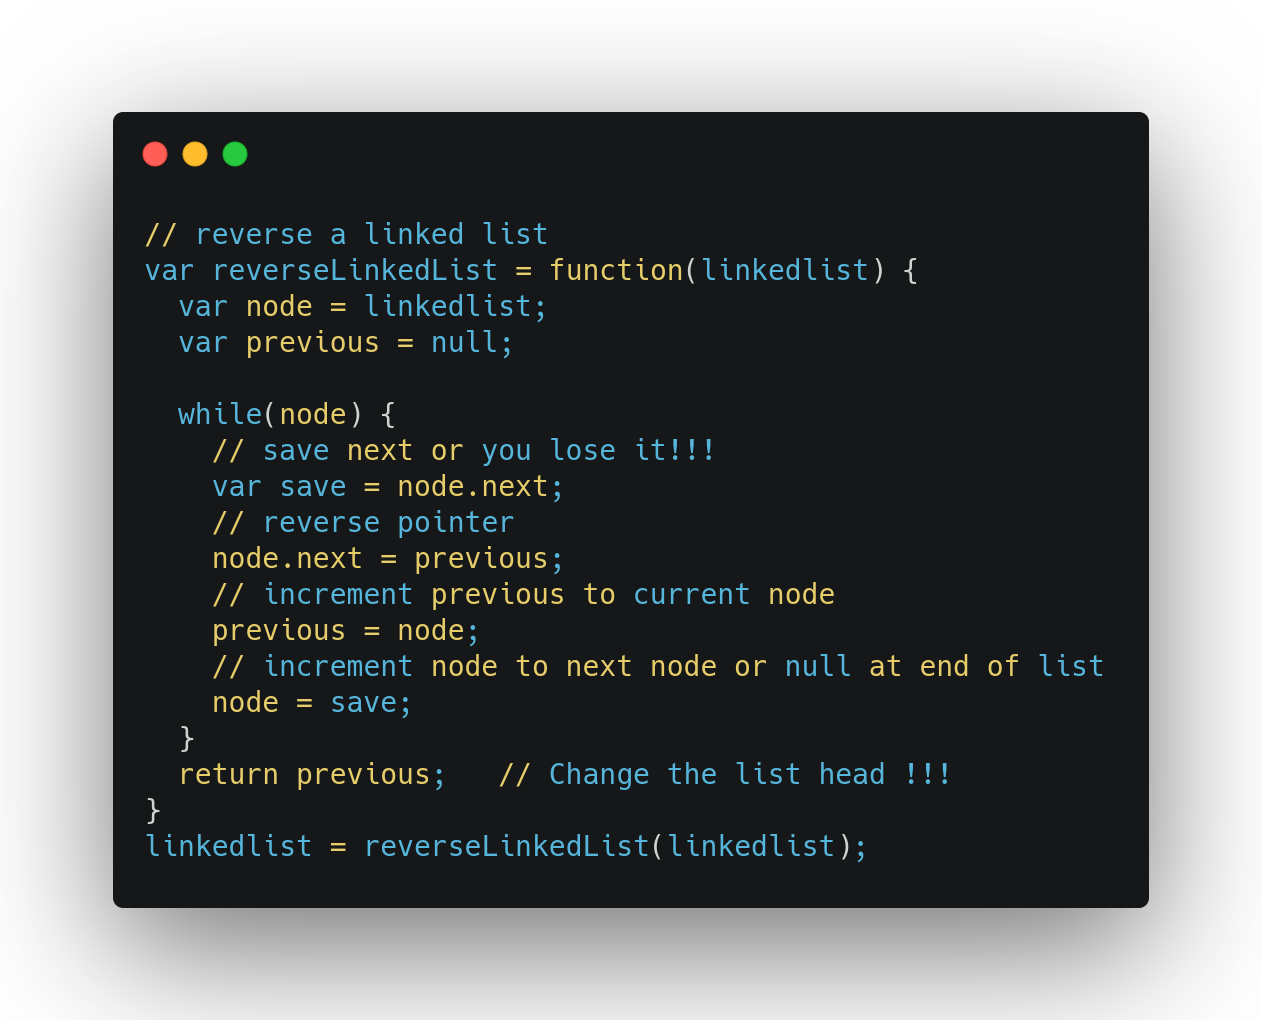 // reverse a linked list
var reverseLinkedList = function(linkedlist) {
  var node = linkedlist;
  var previous = null;

  while(node) {
    // save next or you lose it!!!
    var save = node.next;
    // reverse pointer
    node.next = previous;
    // increment previous to current node
    previous = node;
    // increment node to next node or null at end of list
    node = save;
  }
  return previous;   // Change the list head !!!
}
linkedlist = reverseLinkedList(linkedlist);